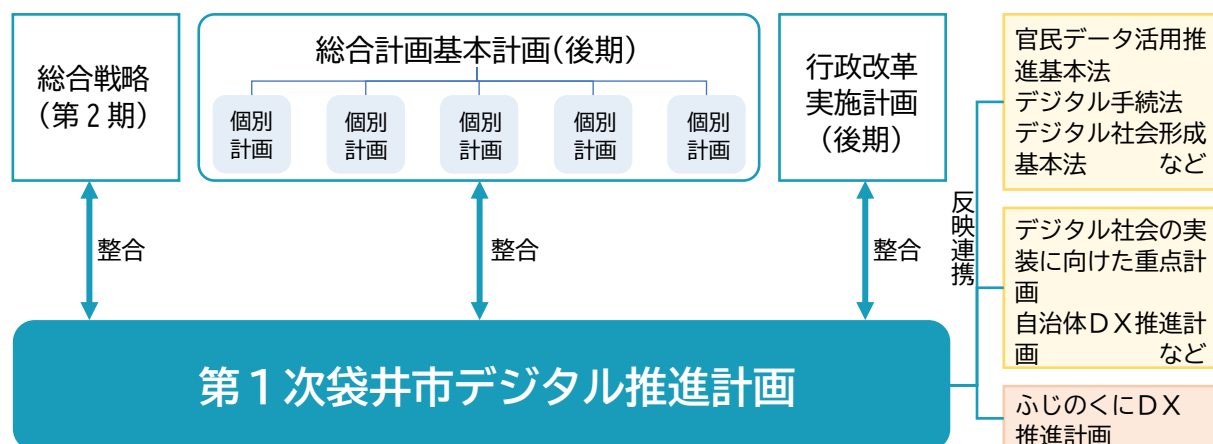 総合戦略
（第２期）
総合計画基本計画（後期）
個別
計画
個別
計画
個別
計画
個別
計画
個別
計画
行政改革
実施計画
（後期）
官民データ活用推
進基本法
デジタル手続法
デジタル社会形成
基本法　　　など
反映連携
整合
整合
整合
デジタル社会の実
装に向けた重点計
画
自治体ＤＸ推進計
画　　　　　など
第１次袋井市デジタル推進計画
ふじのくにＤＸ
推進計画